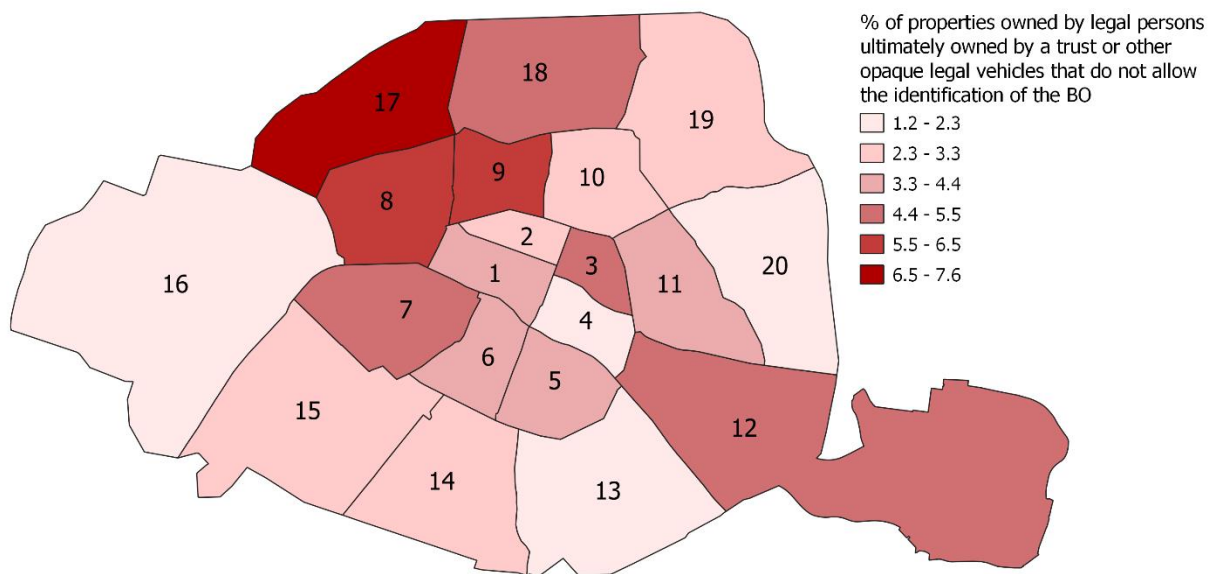 % of properties owned by legal persons
ultimately owned by a trust or other
opaque legal vehicles that do not allow
the identification of the BO
1.2 - 2.3
2.3 - 3.3
3.3 - 4.4
4.4 - 5.5
5.5 - 6.5
6.5 - 7.6
18
17
19
9
10
8
2
3
20
1
11
16
7
4
6
5
15
12
14
13